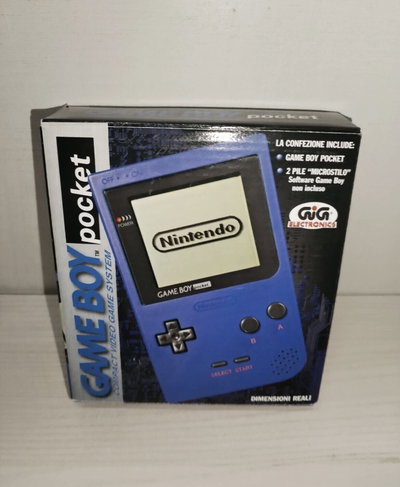 pocket
GAME BOY pocket
COMPACT VIDEO GAME SYSTEM
LA CONFEZIONE INCLUDE:
GAME BOY POCKET
2 PILE "MICROSTILO"
Software Game Boy
non incluso
GiG
ELECTRONICS
OFF ON
POWER
Nintendo
GAME BOY pocket
Nintendo
B A
SELECT START
DIMENSIONI REALI